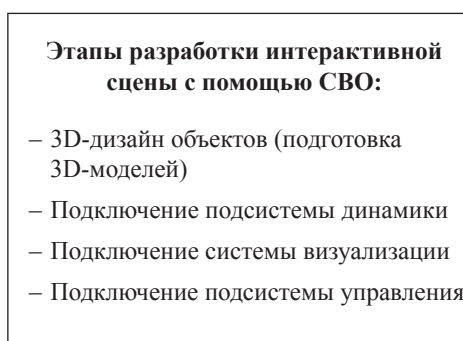 Этапы разработки интерактивной
сцены с помощью СВО:
– 3D-дизайн объектов (подготовка
3D-моделей)
– Подключение подсистемы динамики
– Подключение системы визуализации
– Подключение подсистемы управления